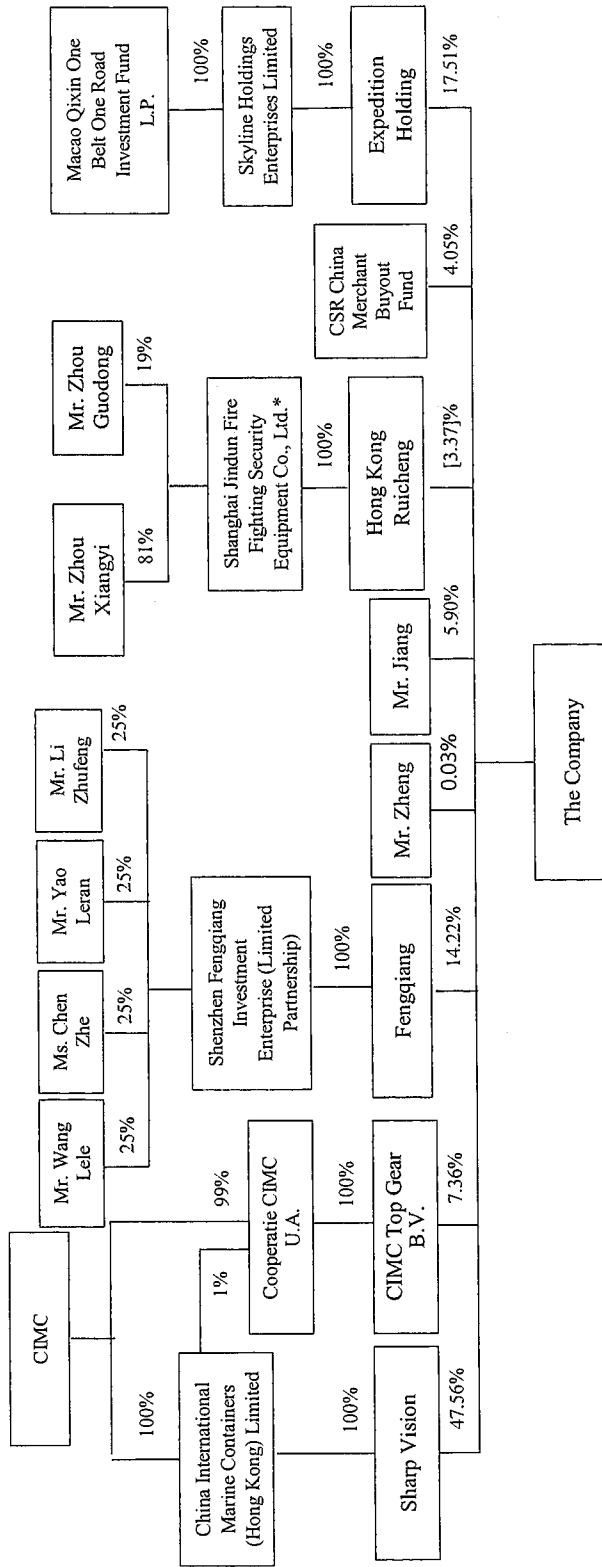 CIMC
100%
99%
China International
Marine Containers
(Hong Kong) Limited
1%
Cooperatie CIMC
U.A.
100%
100%
Sharp Vision
CIMC Top Gear
B.V.
47.56%
7.36%
Mr. Wang
Lele
Ms. Chen
Zhe
Mr. Yao
Leran
Mr. Li
Zhufeng
25%
25%
25%
25%
Shenzhen Fengqiang
Investment
Enterprise (Limited
Partnership)
100%
Fengqiang
14.22%
Mr. Zheng
0.03%
Mr. Jiang
5.90%
Mr. Zhou
Xiangyi
Mr. Zhou
Guodong
81%
19%
Shanghai Jindun Fire
Fighting Security
Equipment Co., Ltd.*
100%
Hong Kong
Ruicheng
[3.37]%
CSR China
Merchant
Buyout
Fund
4.05%
Macao Qixin One
Belt One Road
Investment Fund
L.P.
100%
Skyline Holdings
Enterprises Limited
100%
Expedition
Holding
17.51%
The Company